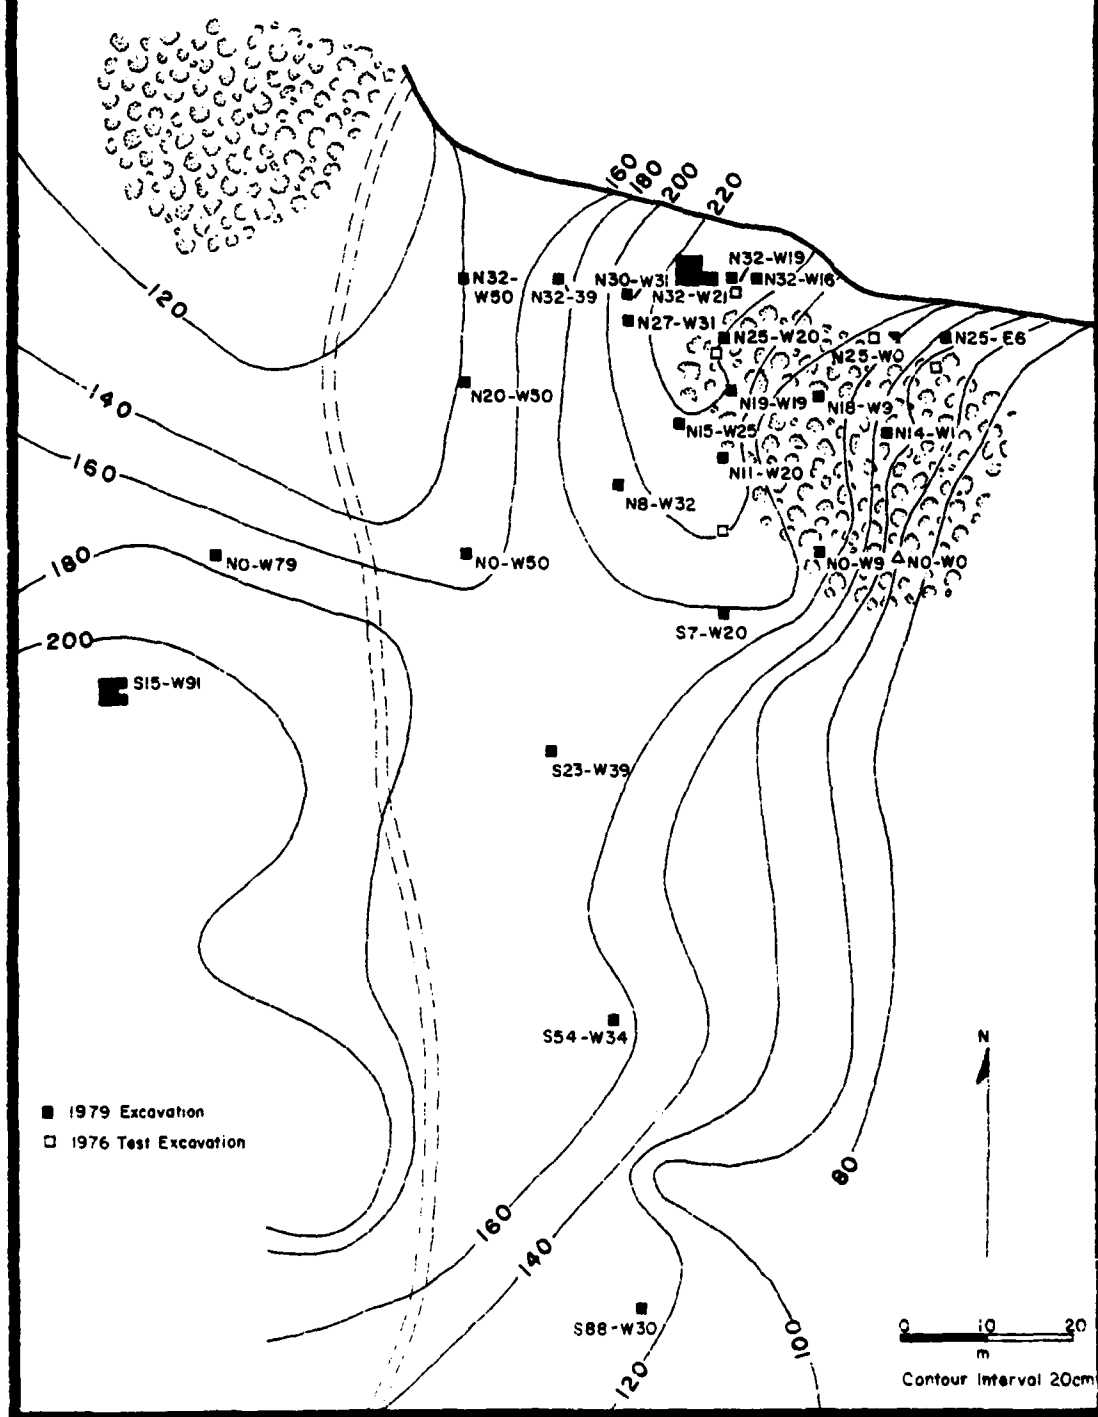 160
180
200
220
120
N32-
W50
N32-39
N30-W31
N32-W21
N32-W19
N32-W16
N27-W31
N25-W20
N25-W0
N25-E6
140
N20-W50
N19-W19
N18-W9
N15-W25
N14-W1
160
N11-W20
N8-W32
180
N0-W79
N0-W50
N0-W9
N0-W0
200
S7-W20
S15-W91
S23-W39
S54-W34
N
1979 Excavation
1976 Test Excavation
80
160
140
S88-W30
120
100
0 10 20
m
Contour Interval 20cm